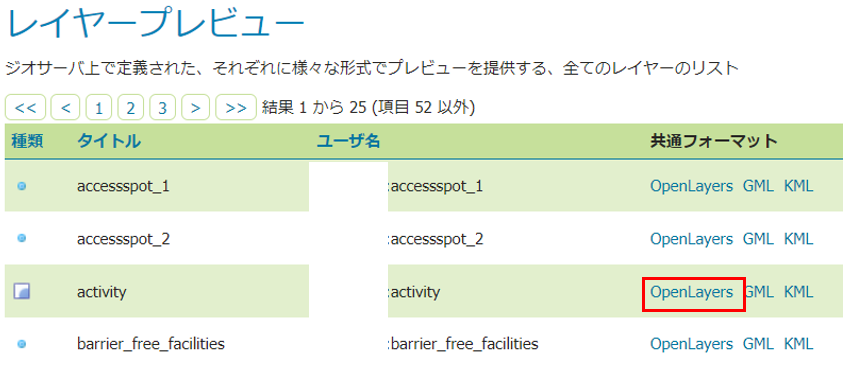 レイヤープレビュー
ジオサーバ上で定義された、それぞれに様々な形式でプレビューを提供する、全てのレイヤーのリスト
<< < 1 2 3 > >> 結果 1 から 25 (項目 52 以外)
種類 タイトル ユーザ名 共通フォーマット
accessspot_1 :accessspot_1 OpenLayers GML KML
accessspot_2 :accessspot_2 OpenLayers GML KML
activity :activity OpenLayers GML KML
barrier_free_facilities :barrier_free_facilities OpenLayers GML KML